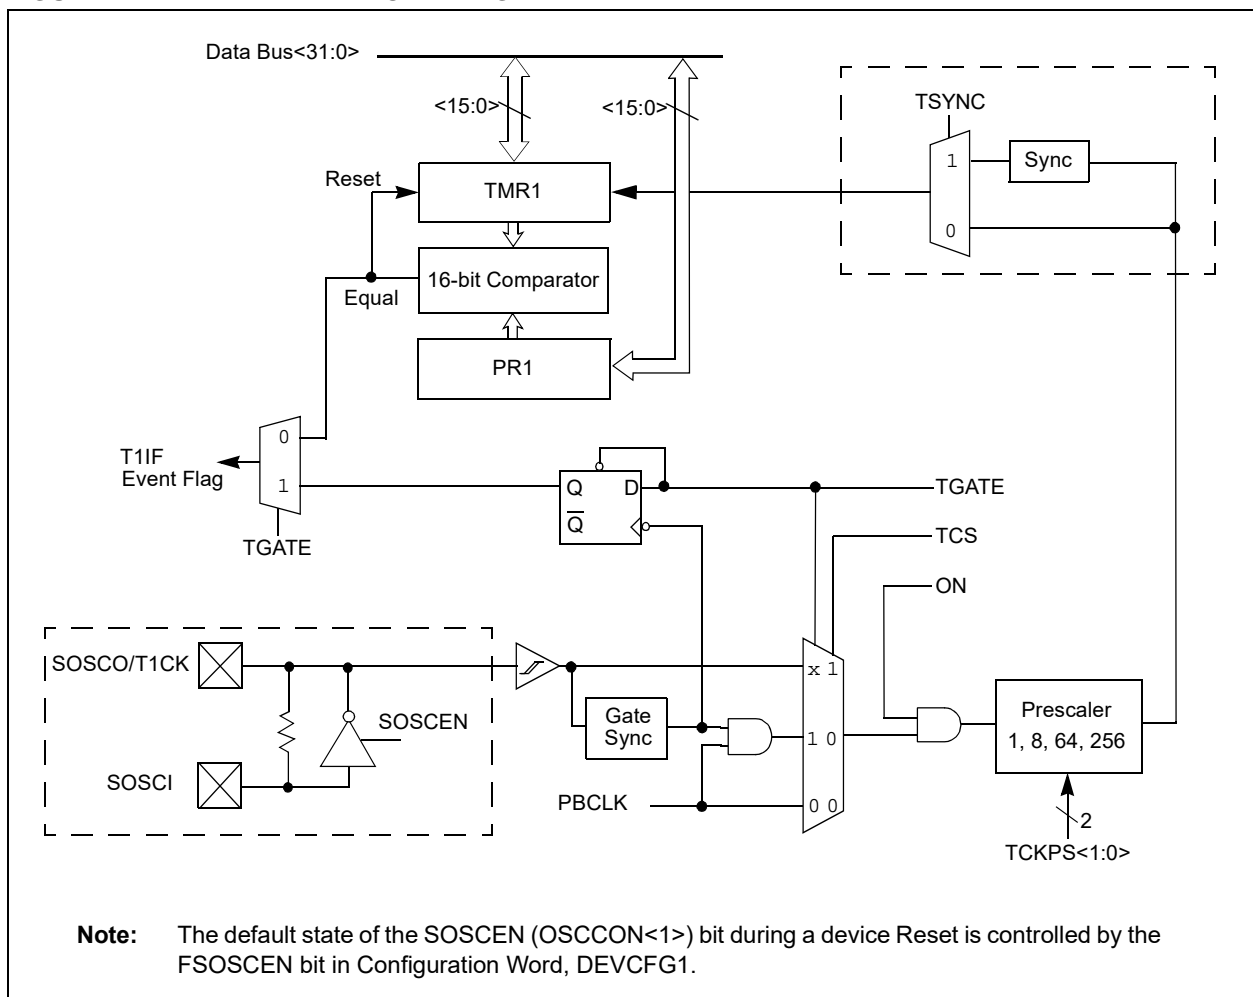 Data Bus<31:0>
<15:0>
<15:0>
TSYNC
1
Sync
Reset
TMR1
0
16-bit Comparator
Equal
PR1
0
T1IF
Event Flag
1
Q
D
TGATE
Q
TGATE
TCS
ON
SOSCO/T1CK
x 1
SOSCEN
Gate
Sync
Prescaler
1, 8, 64, 256
1 0
SOSCI
PBCLK
0 0
2
TCKPS<1:0>
Note: The default state of the SOSCEN (OSCCON<1>) bit during a device Reset is controlled by the
FSOSCEN bit in Configuration Word, DEVCFG1.